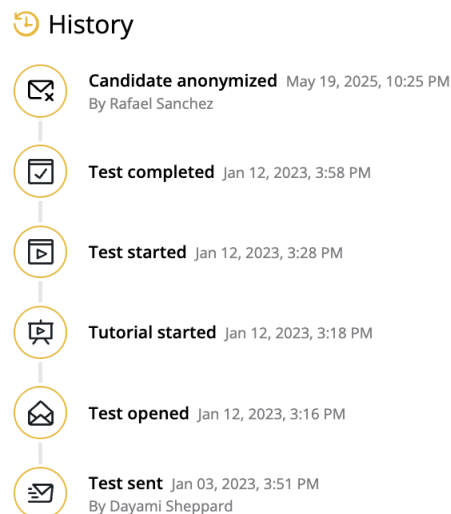 History
Candidate anonymized May 19, 2025, 10:25 PM
By Rafael Sanchez
Test completed Jan 12, 2023, 3:58 PM
Test started Jan 12, 2023, 3:28 PM
Tutorial started Jan 12, 2023, 3:18 PM
Test opened Jan 12, 2023, 3:16 PM
Test sent Jan 03, 2023, 3:51 PM
By Dayami Sheppard